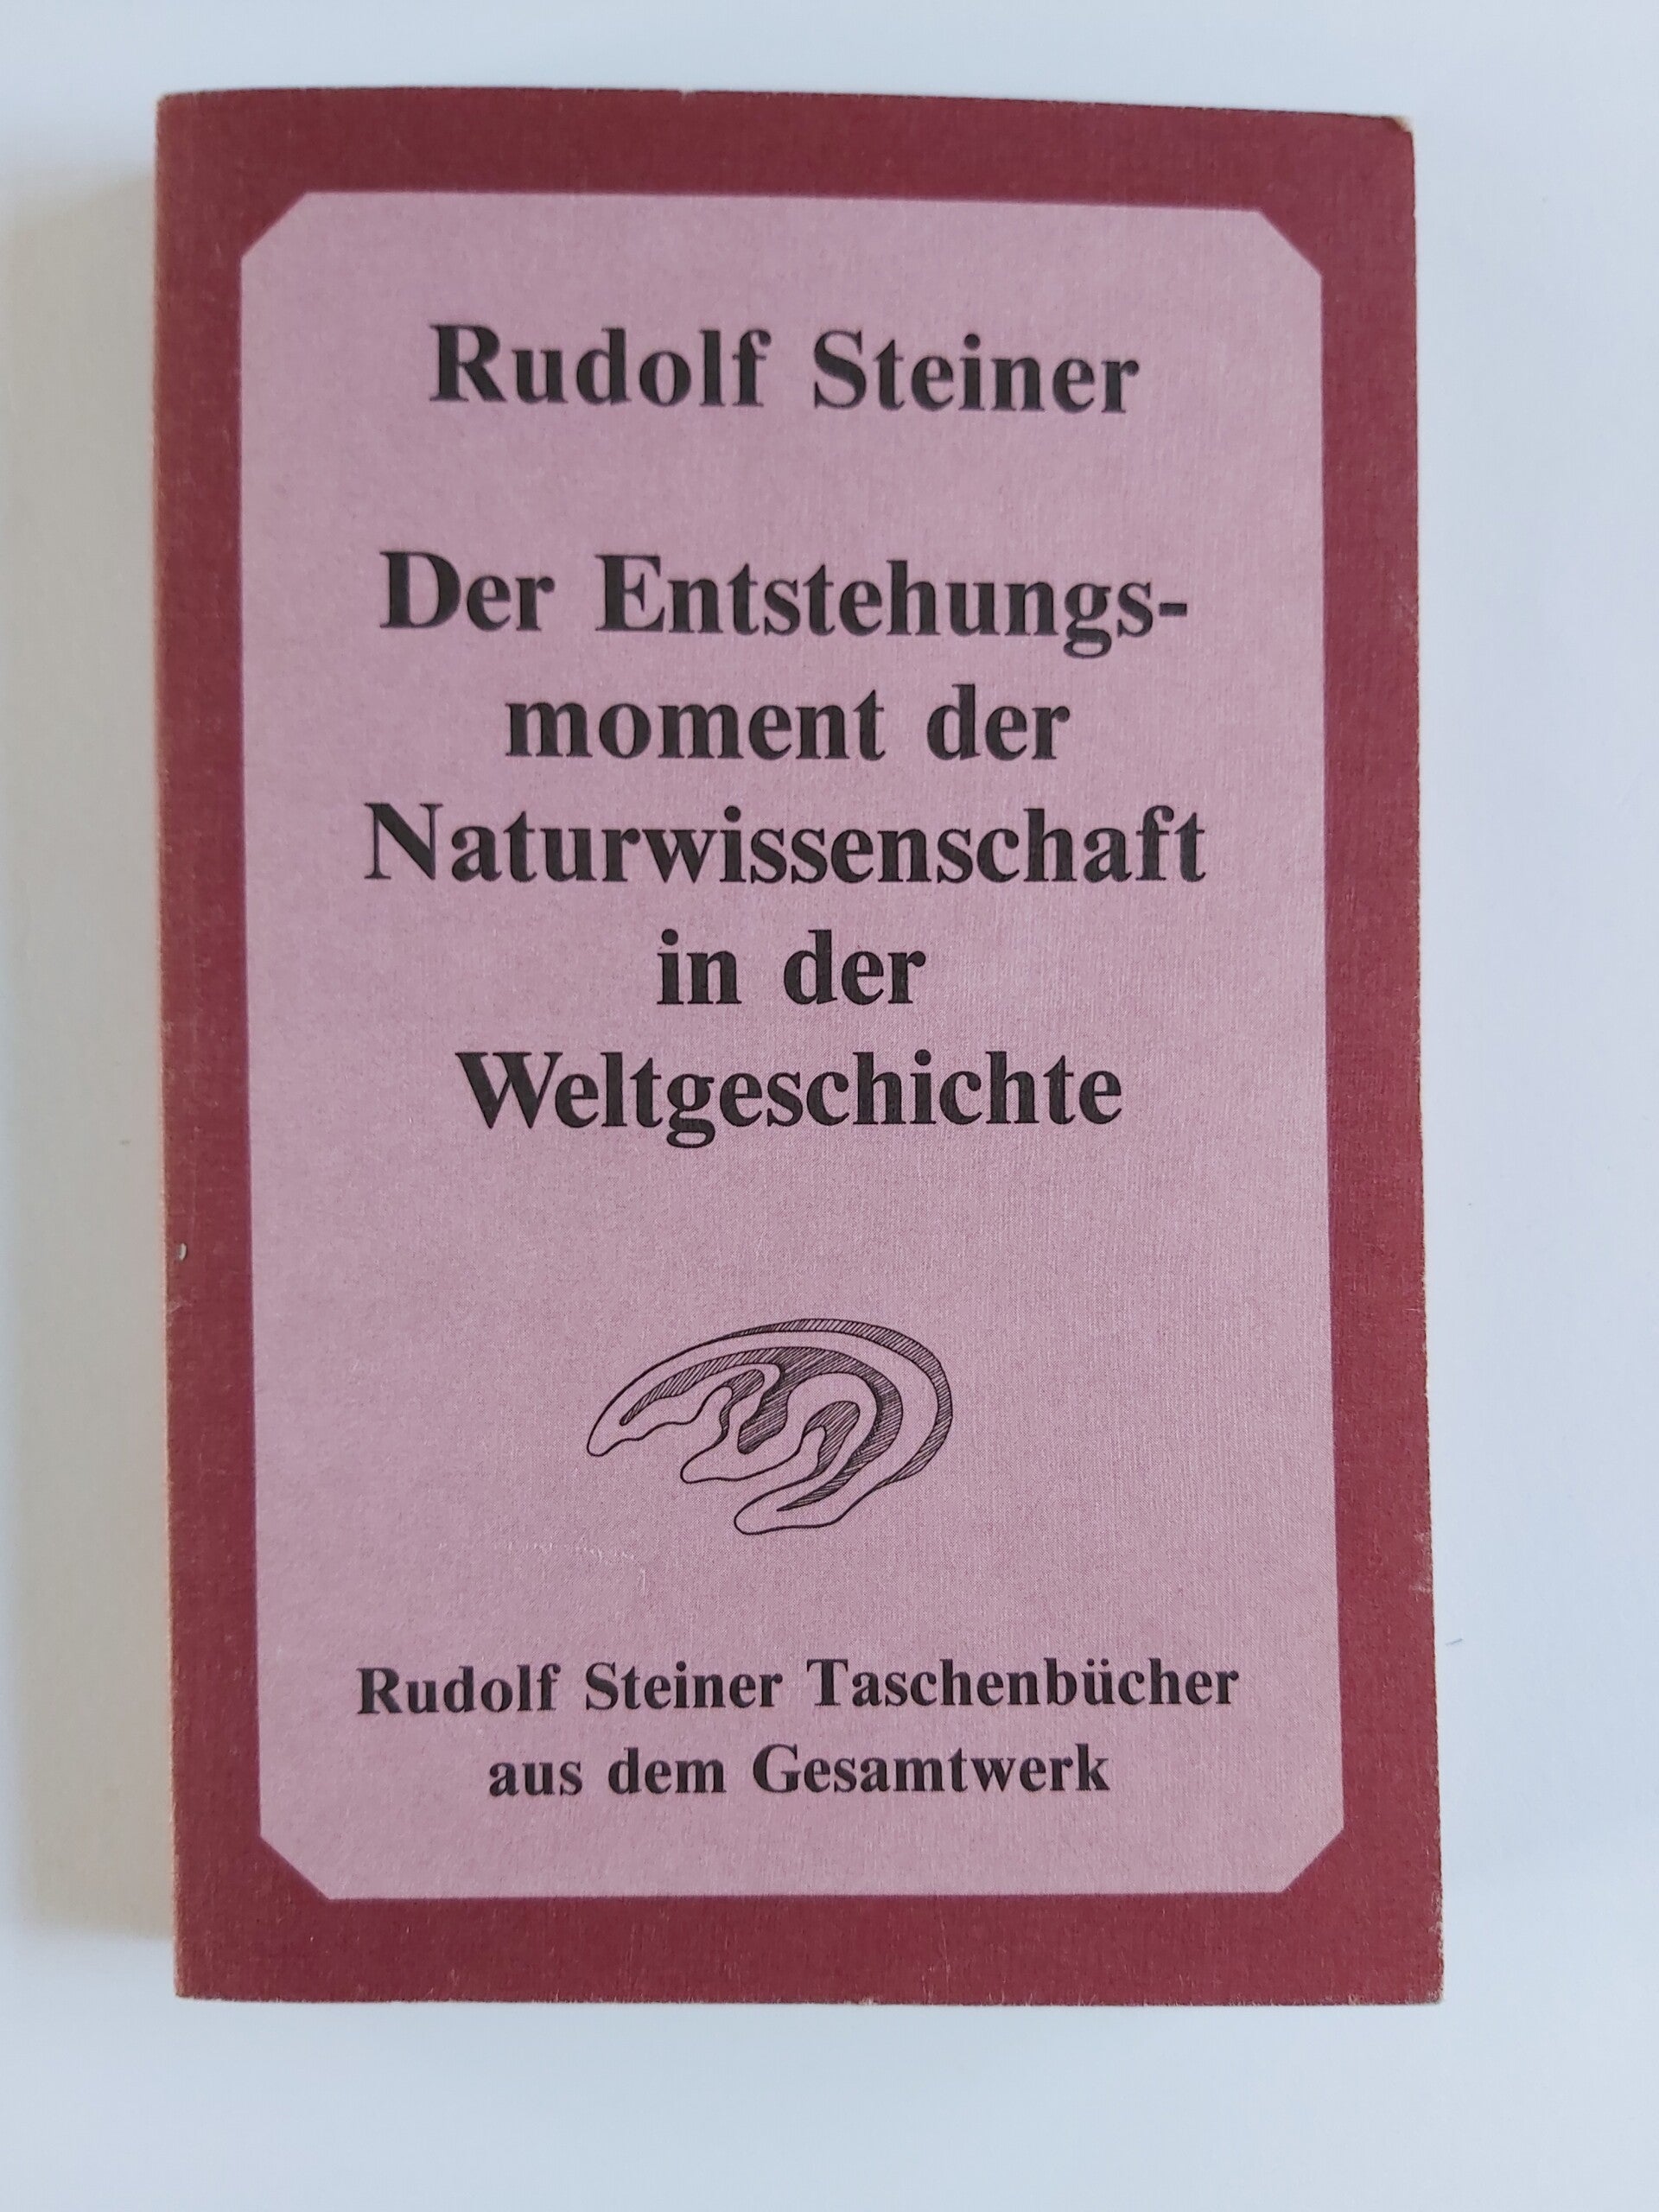 Rudolf Steiner
Der Entstehungs-
moment der
Naturwissenschaft
in der
Weltgeschichte
Rudolf Steiner Taschenbücher
aus dem Gesamtwerk